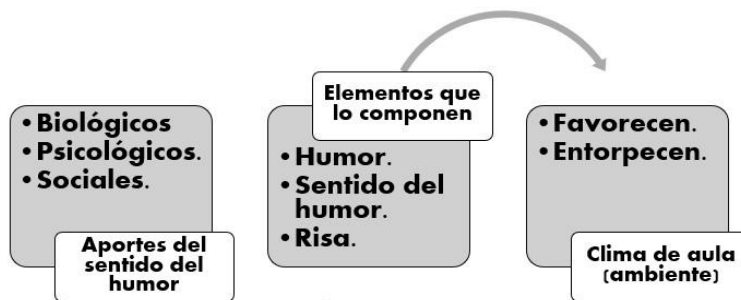 • Biológicos
• Psicológicos.
• Sociales.
Aportes del
sentido del
humor
Elementos que
lo componen
• Humor.
• Sentido del
humor.
• Risa.
• Favorecen.
• Entorpecen.
Clima de aula
(ambiente)